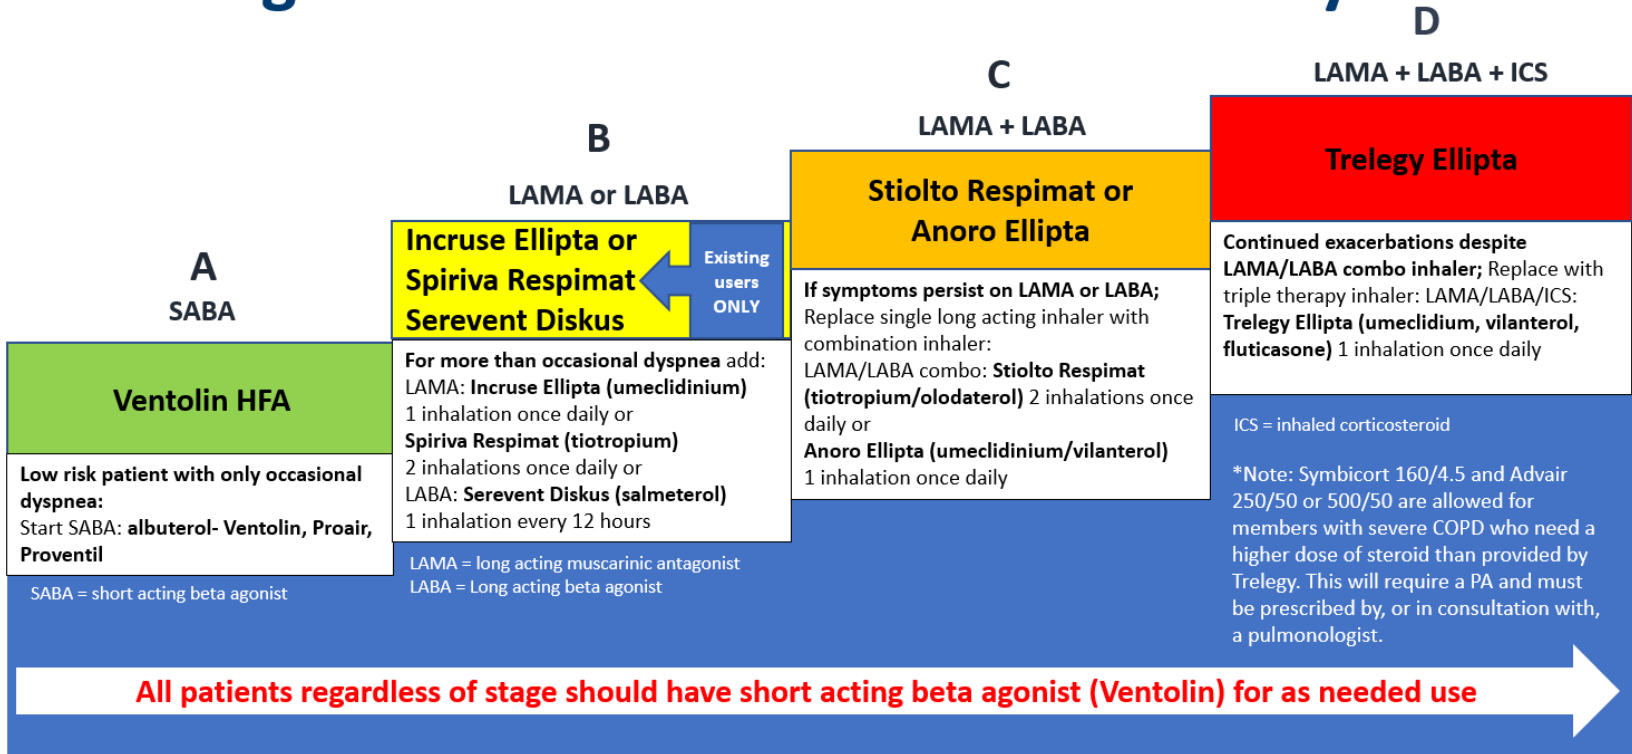 A
SABA
Ventolin HFA
Low risk patient with only occasional
dyspnea:
Start SABA: albuterol- Ventolin, Proair,
Proventil
SABA = short acting beta agonist
B
LAMA or LABA
Incruse Ellipta or
Spiriva Respimat
Serevent Diskus
Existing
users
ONLY
For more than occasional dyspnea add:
LAMA: Incruse Ellipta (umeclidinium)
1 inhalation once daily or
Spiriva Respimat (tiotropium)
2 inhalations once daily or
LABA: Serevent Diskus (salmeterol)
1 inhalation every 12 hours
LAMA = long acting muscarinic antagonist
LABA = Long acting beta agonist
C
LAMA + LABA
Stiolto Respimat or
Anoro Ellipta
If symptoms persist on LAMA or LABA;
Replace single long acting inhaler with
combination inhaler:
LAMA/LABA combo: Stiolto Respimat
(tiotropium/olodaterol) 2 inhalations once
daily or
Anoro Ellipta (umeclidinium/vilanterol)
1 inhalation once daily
D
LAMA + LABA + ICS
Trelegy Ellipta
Continued exacerbations despite
LAMA/LABA combo inhaler; Replace with
triple therapy inhaler: LAMA/LABA/ICS:
Trelegy Ellipta (umeclidium, vilanterol,
fluticasone) 1 inhalation once daily
ICS = inhaled corticosteroid
*Note: Symbicort 160/4.5 and Advair
250/50 or 500/50 are allowed for
members with severe COPD who need a
higher dose of steroid than provided by
Trelegy. This will require a PA and must
be prescribed by, or in consultation with,
a pulmonologist.
All patients regardless of stage should have short acting beta agonist (Ventolin) for as needed use